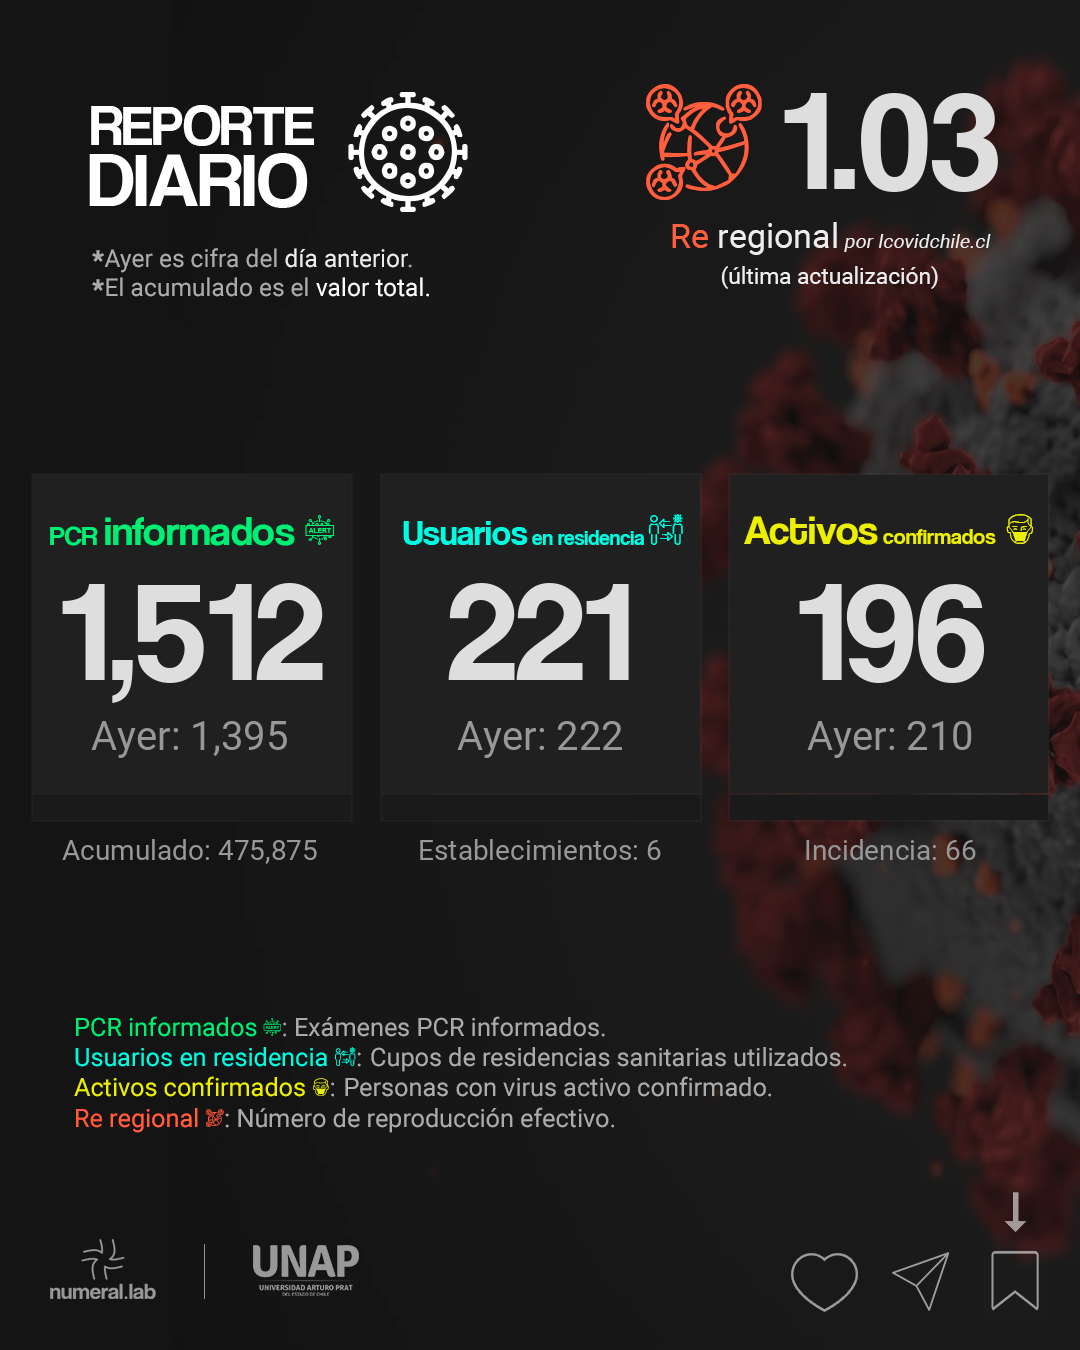 REPORTE
DIARIO
*Ayer es cifra del día anterior.
*El acumulado es el valor total.
1.03
Re regional por Icovidchile.cl
(última actualización)
PCR informados
ALERT
1,512
Ayer: 1,395
Acumulado: 475,875
Usuarios en residencia
221
Ayer: 222
Establecimientos: 6
Activos confirmados
196
Ayer: 210
Incidencia: 66
PCR informados : Exámenes PCR informados.
Usuarios en residencia : Cupos de residencias sanitarias utilizados.
Activos confirmados : Personas con virus activo confirmado.
Re regional : Número de reproducción efectivo.
numeral.lab
UNAP
UNIVERSIDAD ARTURO PRAT
DEL ESTADO DE CHILE